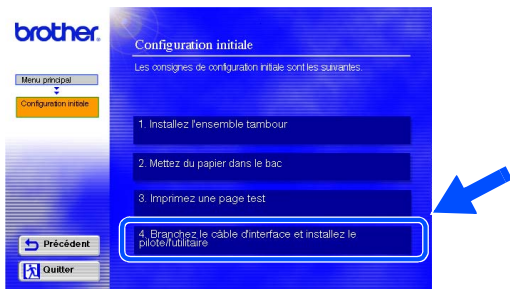 brother.
Menu principal
Configuration initiale
Configuration initiale
Les consignes de configuration initiale sont les suivantes.
1. Installez l'ensemble tambour
2. Mettez du papier dans le bac
3. Imprimez une page test
4. Branchez le câble d'interface et installez le
pilote/l'utilitaire
Précédent
Quitter